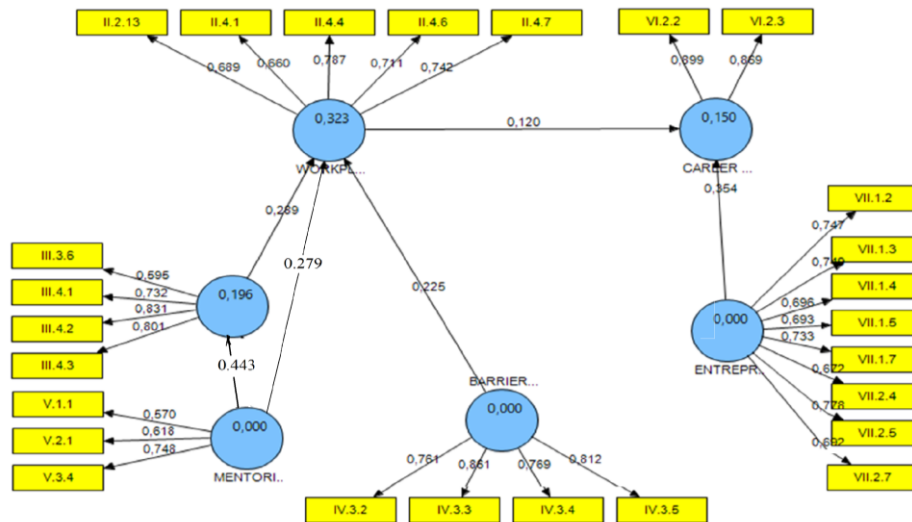 II.2.13
II.4.1
II.4.4
II.4.6
II.4.7
VI.2.2
VI.2.3
0,689
0,660
0,787
0,711
0,742
0,899
0,869
0,323
0,120
0,150
WORKPL...
CAREER ...
0,354
0,289
0.279
0,225
III.3.6
III.4.1
III.4.2
III.4.3
0,595
0,732
0,831
0,801
0,196
0.443
V.1.1
V.2.1
V.3.4
0,570
0,618
0,748
0,000
MENTORI...
BARRIER...
0,000
0,761
0,861
0,769
0,812
IV.3.2
IV.3.3
IV.3.4
IV.3.5
0,000
ENTREPR...
0,747
0,696
0,693
0,733
0,672
0,778
VII.1.2
VII.1.3
VII.1.4
VII.1.5
VII.1.7
VII.2.4
VII.2.5
VII.2.7